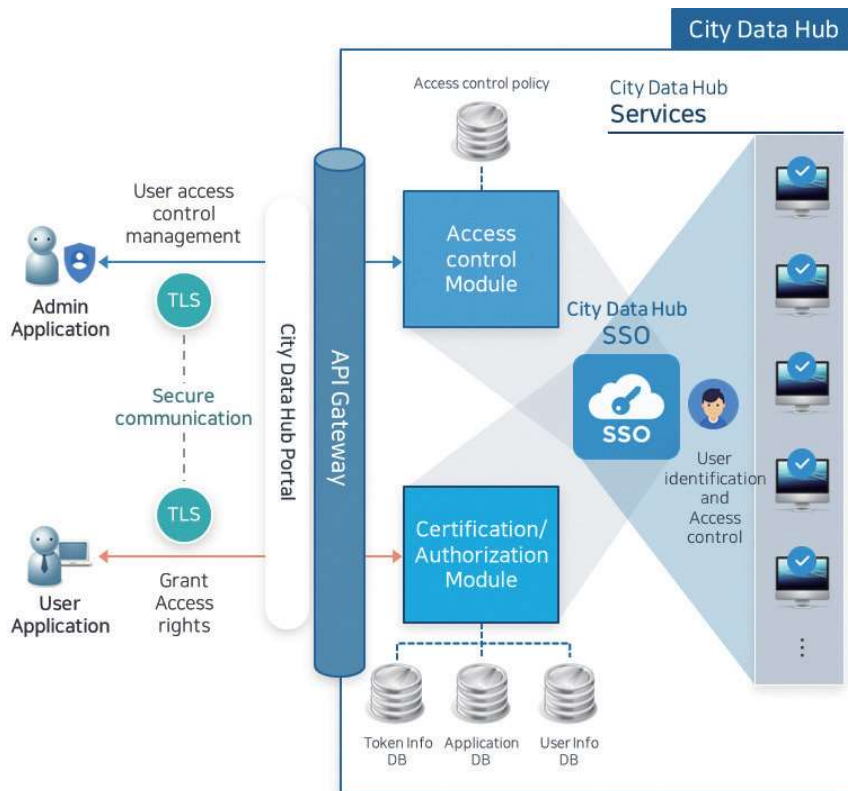 City Data Hub
Access control policy
City Data Hub
Services
User access
control
management
Access
control
Module
TLS
Admin
Application
City Data Hub
SSO
SSO
Secure
communication
City Data Hub Portal
API Gateway
User
identification
and
Access
control
TLS
Certification/
Authorization
Module
User
Application
Grant
Access
rights
Token Info
DB
Application
DB
User Info
DB